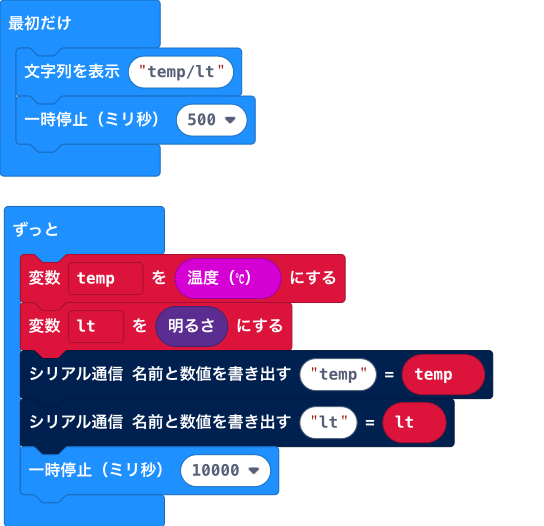 最初だけ
文字列を表示 "temp/lt"
一時停止（ミリ秒） 500
ずっと
変数 temp を 温度（℃） にする
変数 lt を 明るさ にする
シリアル通信 名前と数値を書き出す "temp" = temp
シリアル通信 名前と数値を書き出す "lt" = lt
一時停止（ミリ秒） 10000